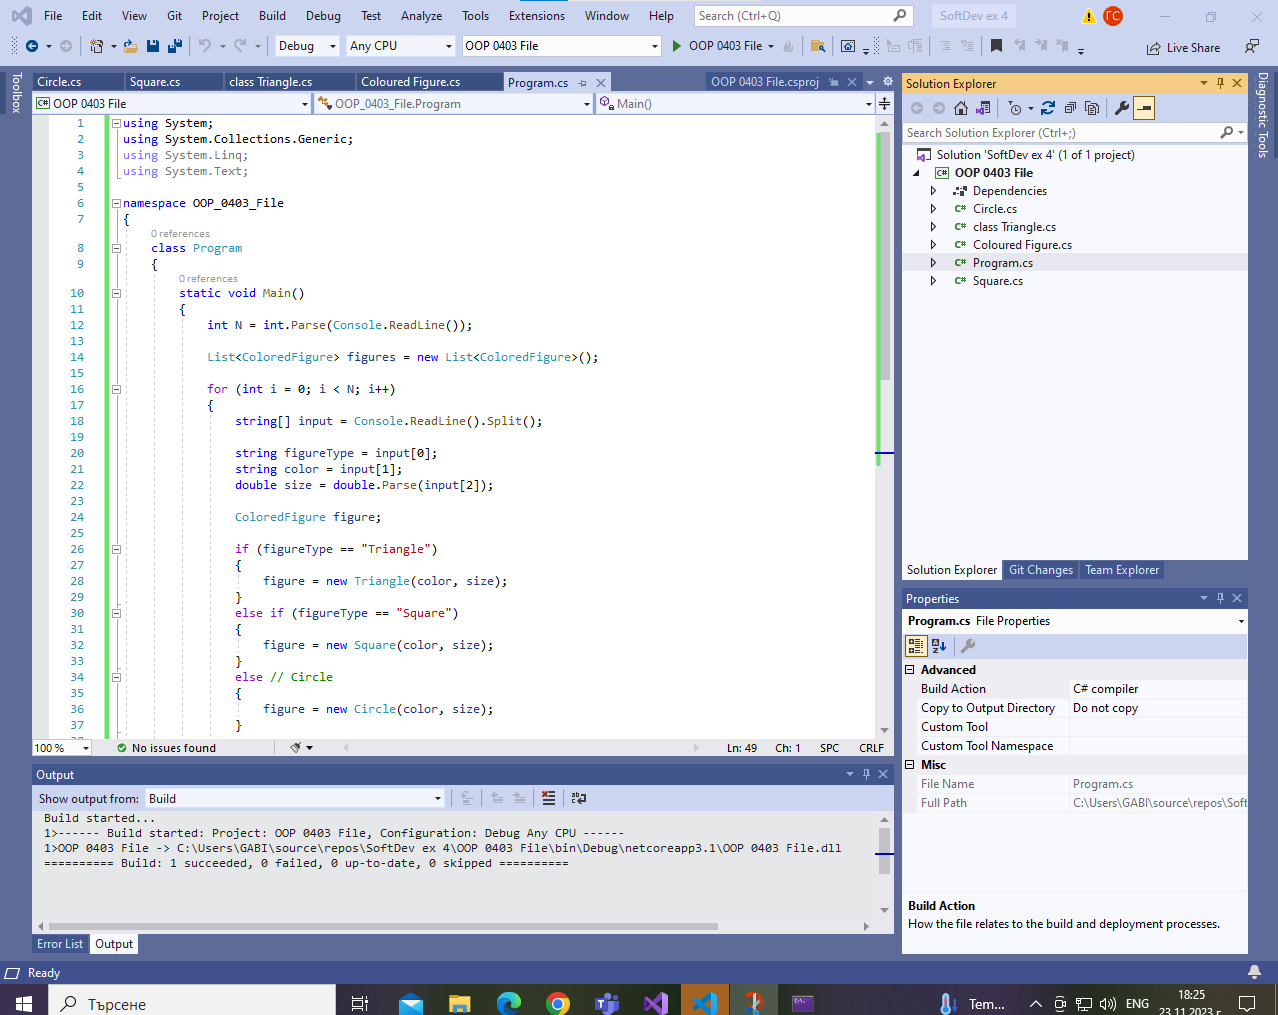 File Edit View Git Project Build Debug Test Analyze Tools Extensions Window Help Search (Ctrl+Q) SoftDev ex 4 ГС
Debug Any CPU OOP 0403 File OOP 0403 File Live Share
Toolbox
Circle.cs Square.cs class Triangle.cs Coloured Figure.cs Program.cs OOP 0403 File.csproj
OOP 0403 File OOP_0403_File.Program Main()
1 using System;
2 using System.Collections.Generic;
3 using System.Linq;
4 using System.Text;
5
6 namespace OOP_0403_File
7 {
0 references
8 class Program
9 {
0 references
10 static void Main()
11 {
12 int N = int.Parse(Console.ReadLine());
13
14 List<ColoredFigure> figures = new List<ColoredFigure>();
15
16 for (int i = 0; i < N; i++)
17 {
18 string[] input = Console.ReadLine().Split();
19
20 string figureType = input[0];
21 string color = input[1];
22 double size = double.Parse(input[2]);
23
24 ColoredFigure figure;
25
26 if (figureType == "Triangle")
27 {
28 figure = new Triangle(color, size);
29 }
30 else if (figureType == "Square")
31 {
32 figure = new Square(color, size);
33 }
34 else // Circle
35 {
36 figure = new Circle(color, size);
37 }
100 % No issues found Ln: 49 Ch: 1 SPC CRLF
Output
Show output from: Build
Build started...
1>------ Build started: Project: OOP 0403 File, Configuration: Debug Any CPU ------
1>OOP 0403 File -> C:\Users\GABI\source\repos\SoftDev ex 4\OOP 0403 File\bin\Debug\netcoreapp3.1\OOP 0403 File.dll
========== Build: 1 succeeded, 0 failed, 0 up-to-date, 0 skipped ==========
Error List Output
Solution Explorer
Search Solution Explorer (Ctrl+;)
Solution 'SoftDev ex 4' (1 of 1 project)
C# OOP 0403 File
Dependencies
C# Circle.cs
C# class Triangle.cs
C# Coloured Figure.cs
C# Program.cs
C# Square.cs
Solution Explorer Git Changes Team Explorer
Properties
Program.cs File Properties
Advanced
Build Action C# compiler
Copy to Output Directory Do not copy
Custom Tool
Custom Tool Namespace
Misc
File Name Program.cs
Full Path C:\Users\GABI\source\repos\Soft
Build Action
How the file relates to the build and deployment processes.
Diagnostic Tools
Ready
Търсене Tem... ENG 18:25
23.11.2023 г.